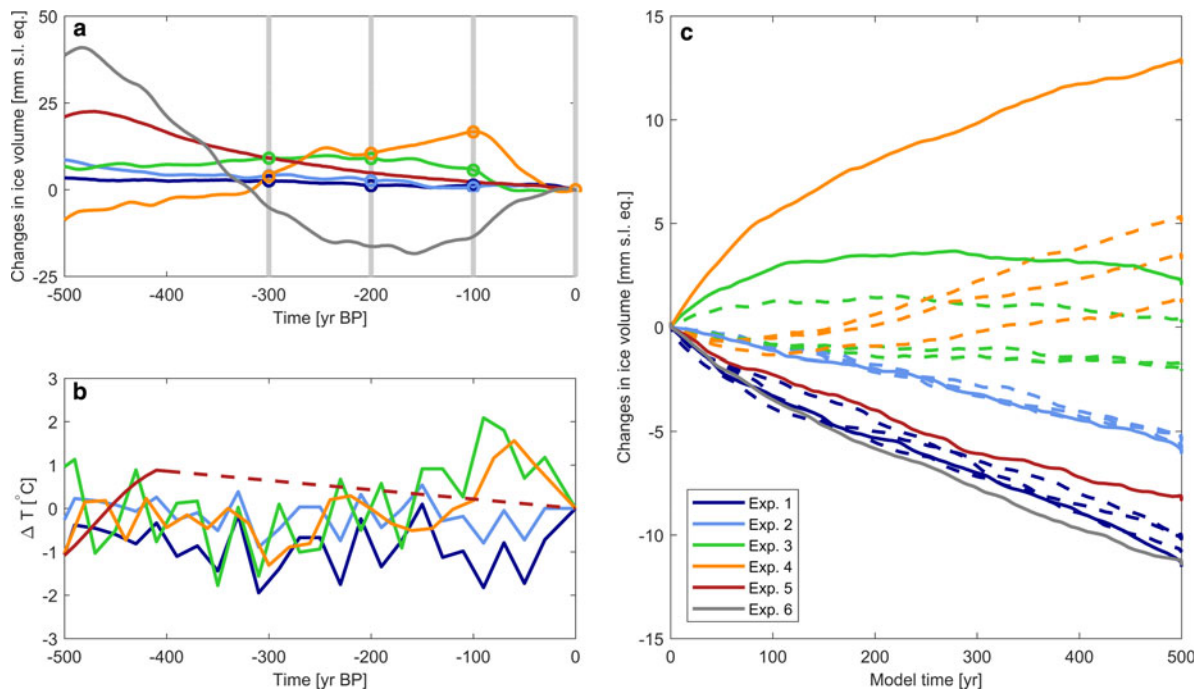 a
Changes in ice volume [mm s.l. eq.]
50
25
0
-25
-500
-400
-300
-200
-100
0
Time [yr BP]
b
Δ T [°C]
3
2
1
0
-1
-2
-3
-500
-400
-300
-200
-100
0
Time [yr BP]
c
Changes in ice volume [mm s.l. eq.]
15
10
5
0
-5
-10
-15
Exp. 1
Exp. 2
Exp. 3
Exp. 4
Exp. 5
Exp. 6
0
100
200
300
400
500
Model time [yr]